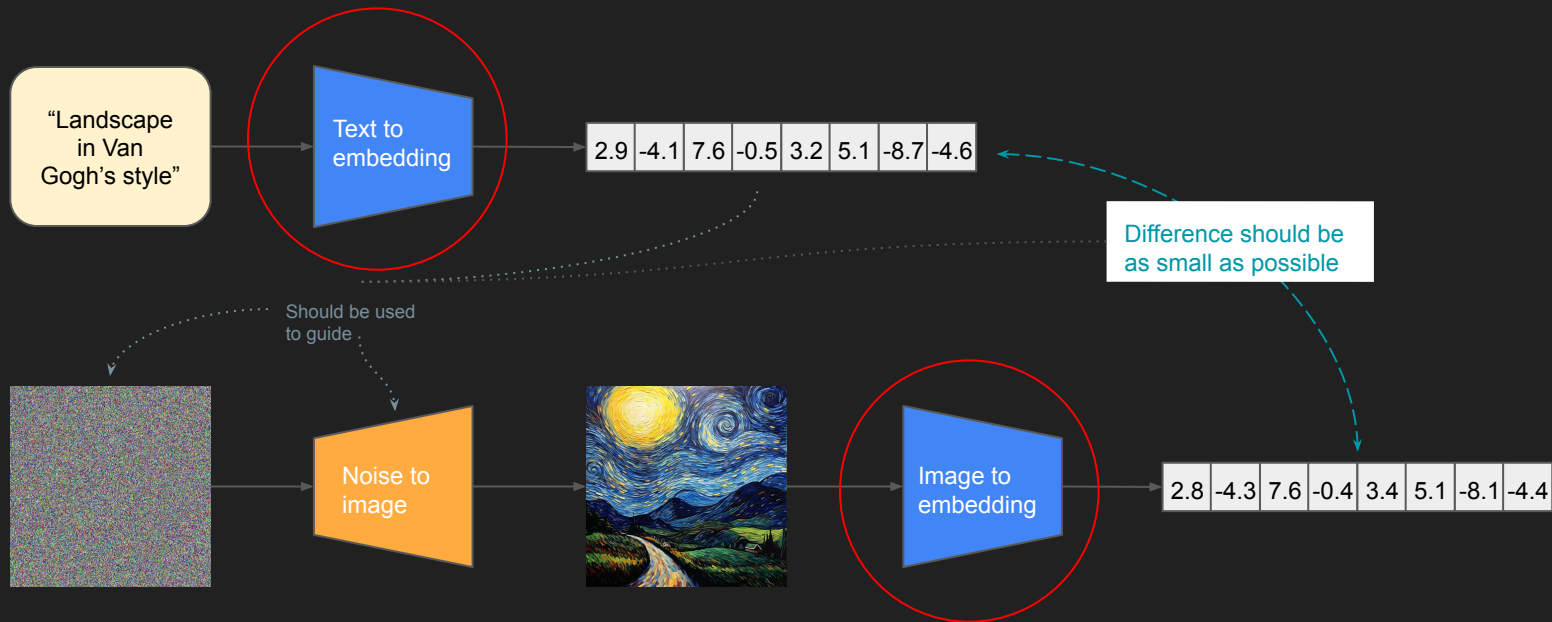 “Landscape
in Van
Gogh’s style”
Text to
embedding
2.9 -4.1 7.6 -0.5 3.2 5.1 -8.7 -4.6
Difference should be
as small as possible
Should be used
to guide
Noise to
image
Image to
embedding
2.8 -4.3 7.6 -0.4 3.4 5.1 -8.1 -4.4